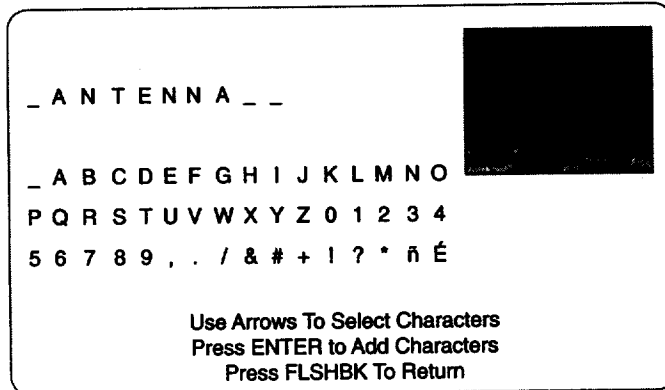 _ A N T E N N A _ _
_ A B C D E F G H I J K L M N O
P Q R S T U V W X Y Z 0 1 2 3 4
5 6 7 8 9 , . / & # + ! ? * ñ É
Use Arrows To Select Characters
Press ENTER to Add Characters
Press FLSHBK To Return